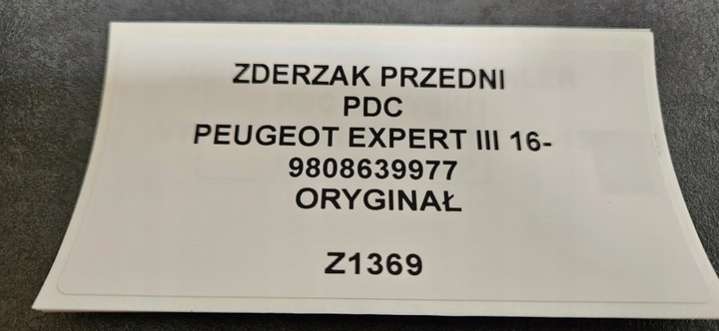 ZDERZAK PRZEDNI
PDC
PEUGEOT EXPERT III 16-
9808639977
ORYGINAŁ
Z1369